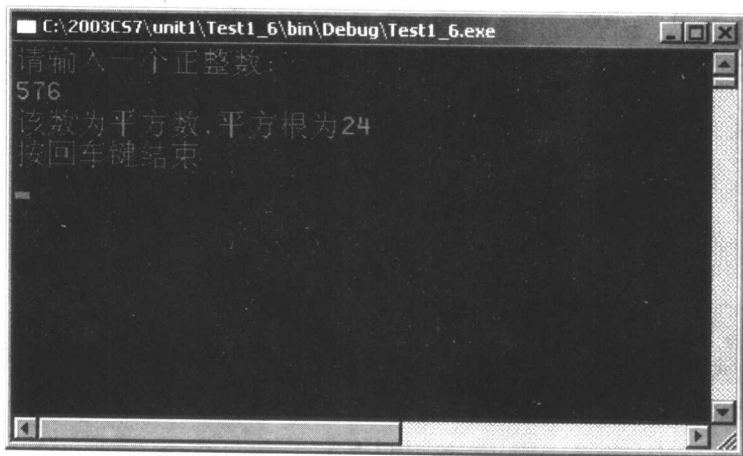 C:\2003CS7\unit1\Test1_6\bin\Debug\Test1_6.exe
请输入一个正整数:
576
该数为平方数,平方根为24
按回车键结束